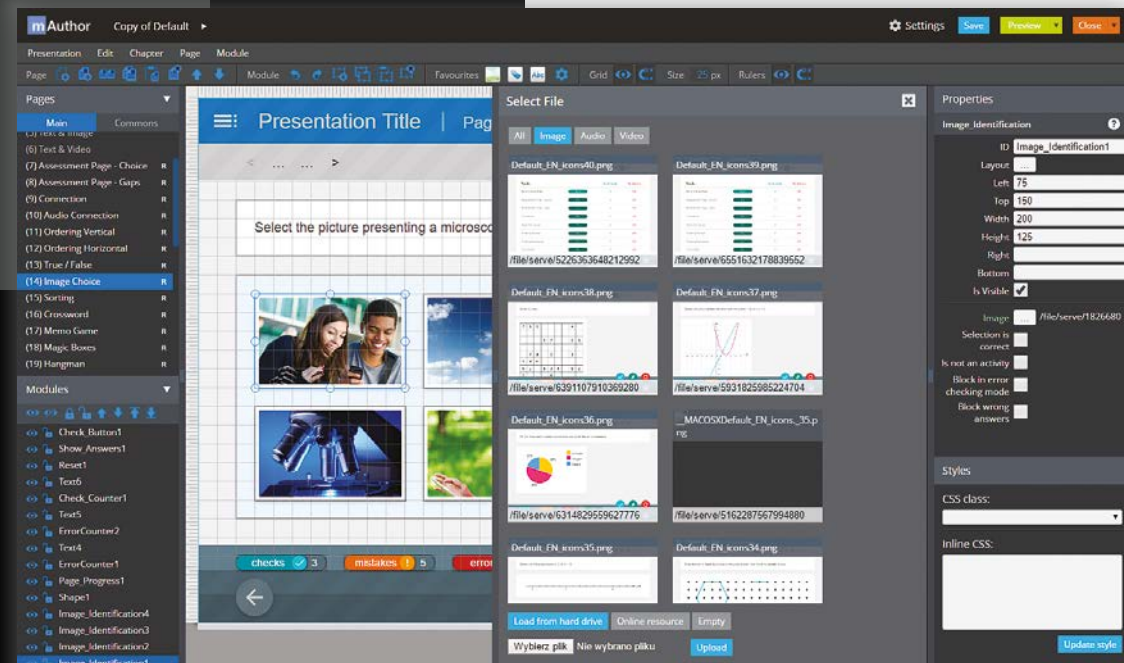 mAuthor Copy of Default
Settings Save Preview Close
Presentation Edit Chapter Page Module
Page Module Favourites Abc Grid Size 25 px Rulers
Pages
Main Commons
(5) Text & Image
(6) Text & Video
(7) Assessment Page - Choice R
(8) Assessment Page - Gaps R
(9) Connection R
(10) Audio Connection R
(11) Ordering Vertical R
(12) Ordering Horizontal R
(13) True / False R
(14) Image Choice R
(15) Sorting R
(16) Crossword R
(17) Memo Game R
(18) Magic Boxes R
(19) Hangman R
Modules
Check_Button1
Show_Answers1
Reset1
Text6
Check_Counter1
Text5
ErrorCounter2
Text4
ErrorCounter1
Page_Progress1
Shape1
Image_Identification4
Image_Identification3
Image_Identification2
Image_Identification1
Presentation Title | Pag
< ... ... >
Select the picture presenting a microsco
checks 3 mistakes 5 erro
Select File
All Image Audio Video
Default_EN_icons40.png
/file/serve/5226363648212992
Default_EN_icons39.png
/file/serve/6551632178839552
Default_EN_icons38.png
/file/serve/6391107910369280
Default_EN_icons37.png
/file/serve/5931825985224704
Default_EN_icons36.png
/file/serve/6314829559627776
__MACOSXDefault_EN_icons._35.p
ng
/file/serve/5162287567994880
Default_EN_icons35.png
Default_EN_icons34.png
Load from hard drive Online resource Empty
Wybierz plik Nie wybrano pliku Upload
Properties
Image_Identification
ID Image_Identification1
Layout ...
Left 75
Top 150
Width 200
Height 125
Right
Bottom
Is Visible
Image ... /file/serve/1826680
Selection is
correct
Is not an activity
Block in error
checking mode
Block wrong
answers
Styles
CSS class:
Inline CSS:
Update style